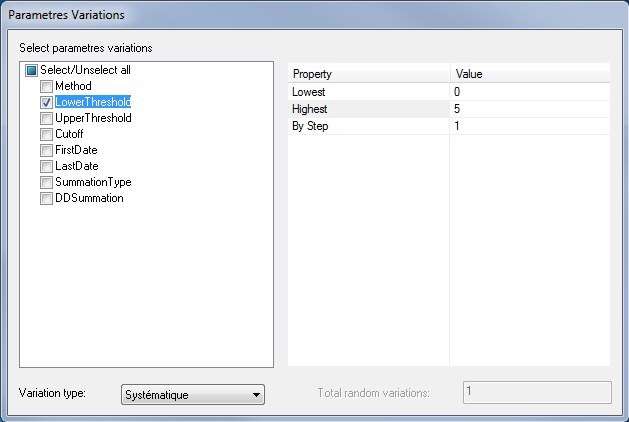 Parametres Variations
Select parametres variations
Select/Unselect all
Method
LowerThreshold
UpperThreshold
Cutoff
FirstDate
LastDate
SummationType
DDSummation
Property Value
Lowest 0
Highest 5
By Step 1
Variation type: Systématique
Total random variations: 1